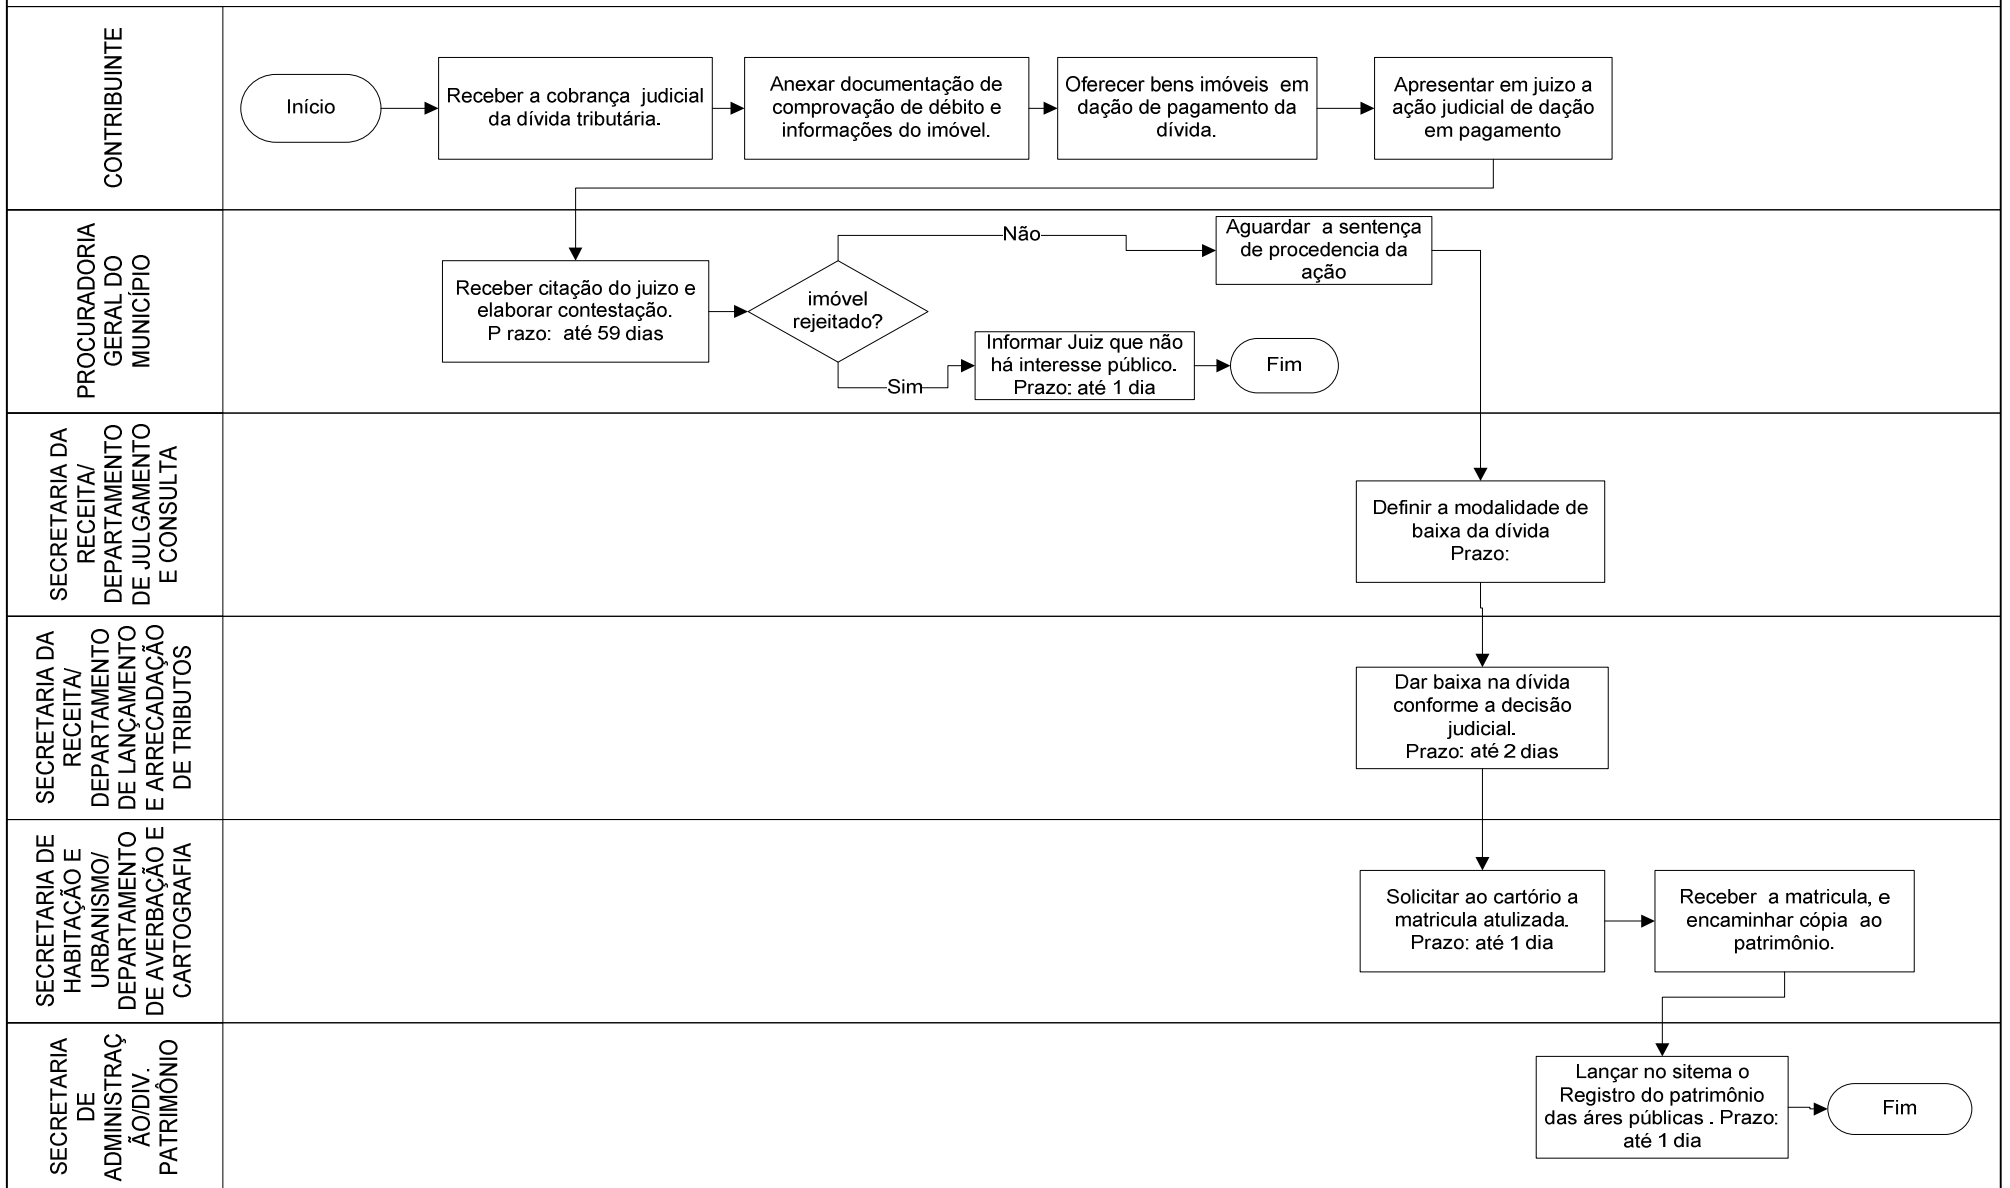 CONTRIBUINTE
Início
Receber a cobrança judicial
da dívida tributária.
Anexar documentação de
comprovação de débito e
informações do imóvel.
Oferecer bens imóveis em
dação de pagamento da
dívida.
Apresentar em juizo a
ação judicial de dação
em pagamento
PROCURADORIA
GERAL DO
MUNICÍPIO
Receber citação do juizo e
elaborar contestação.
P razo: até 59 dias
imóvel
rejeitado?
Não
Aguardar a sentença
de procedencia da
ação
Sim
Informar Juiz que não
há interesse público.
Prazo: até 1 dia
Fim
SECRETARIA DA
RECEITA/
DEPARTAMENTO
DE JULGAMENTO
E CONSULTA
Definir a modalidade de
baixa da dívida
Prazo:
SECRETARIA DA
RECEITA/
DEPARTAMENTO
DE LANÇAMENTO
E ARRECADAÇÃO
DE TRIBUTOS
Dar baixa na dívida
conforme a decisão
judicial.
Prazo: até 2 dias
SECRETARIA DE
HABITAÇÃO E
URBANISMO/
DEPARTAMENTO
DE AVERBAÇÃO E
CARTOGRAFIA
Solicitar ao cartório a
matricula atulizada.
Prazo: até 1 dia
Receber a matricula, e
encaminhar cópia ao
patrimônio.
SECRETARIA
DE
ADMINISTRAÇ
ÃO/DIV.
PATRIMÔNIO
Lançar no sitema o
Registro do patrimônio
das áres públicas . Prazo:
até 1 dia
Fim